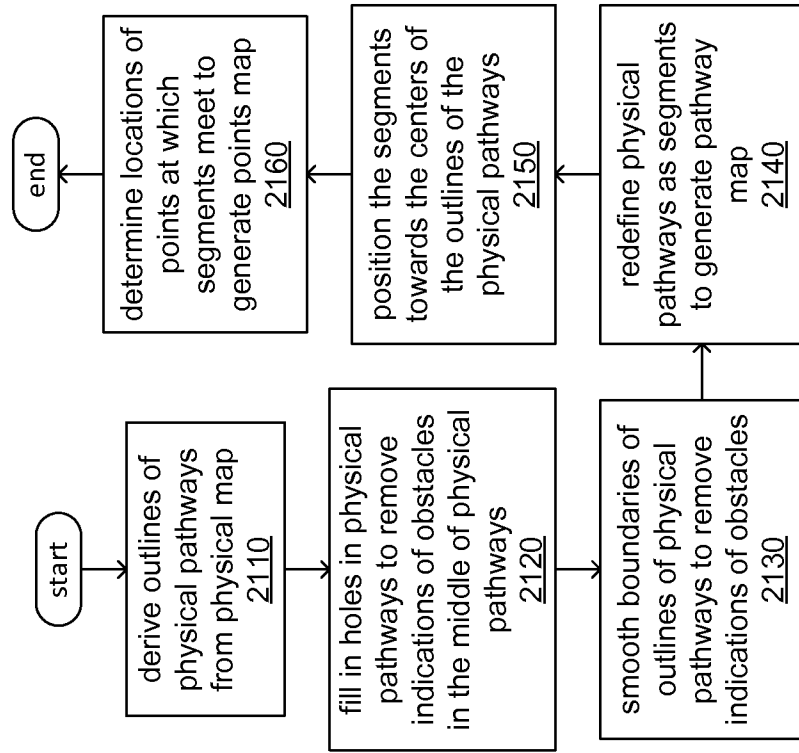 start
derive outlines of
physical pathways
from physical map
2110
fill in holes in physical
pathways to remove
indications of obstacles
in the middle of physical
pathways
2120
smooth boundaries of
outlines of physical
pathways to remove
indications of obstacles
2130
redefine physical
pathways as segments
to generate pathway
map
2140
position the segments
towards the centers of
the outlines of the
physical pathways
2150
determine locations of
points at which
segments meet to
generate points map
2160
end